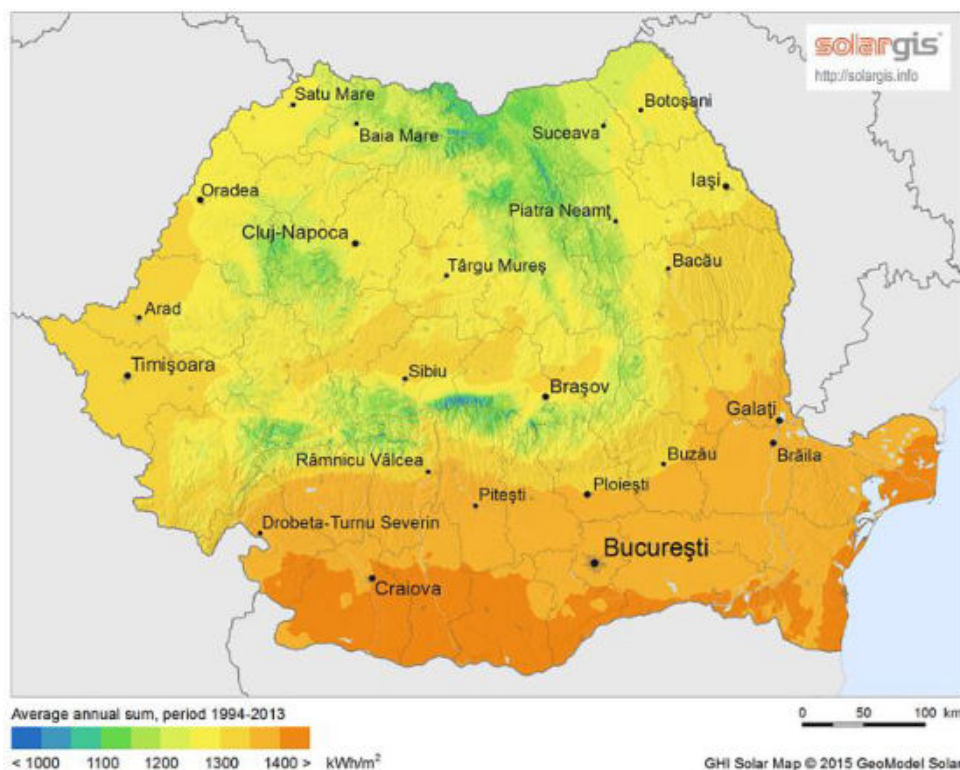 solargis
http://solargis.info
Satu Mare
Botoşani
Baia Mare
Suceava
Iaşi
Oradea
Piatra Neamţ
Cluj-Napoca
Târgu Mureş
Bacău
Arad
Timişoara
Sibiu
Braşov
Galaţi
Brăila
Râmnicu Vâlcea
Buzău
Piteşti
Ploieşti
Drobeta-Turnu Severin
Bucureşti
Craiova
Average annual sum, period 1994-2013
< 1000 1100 1200 1300 1400 > kWh/m²
0 50 100 km
GHI Solar Map © 2015 GeoModel Solar